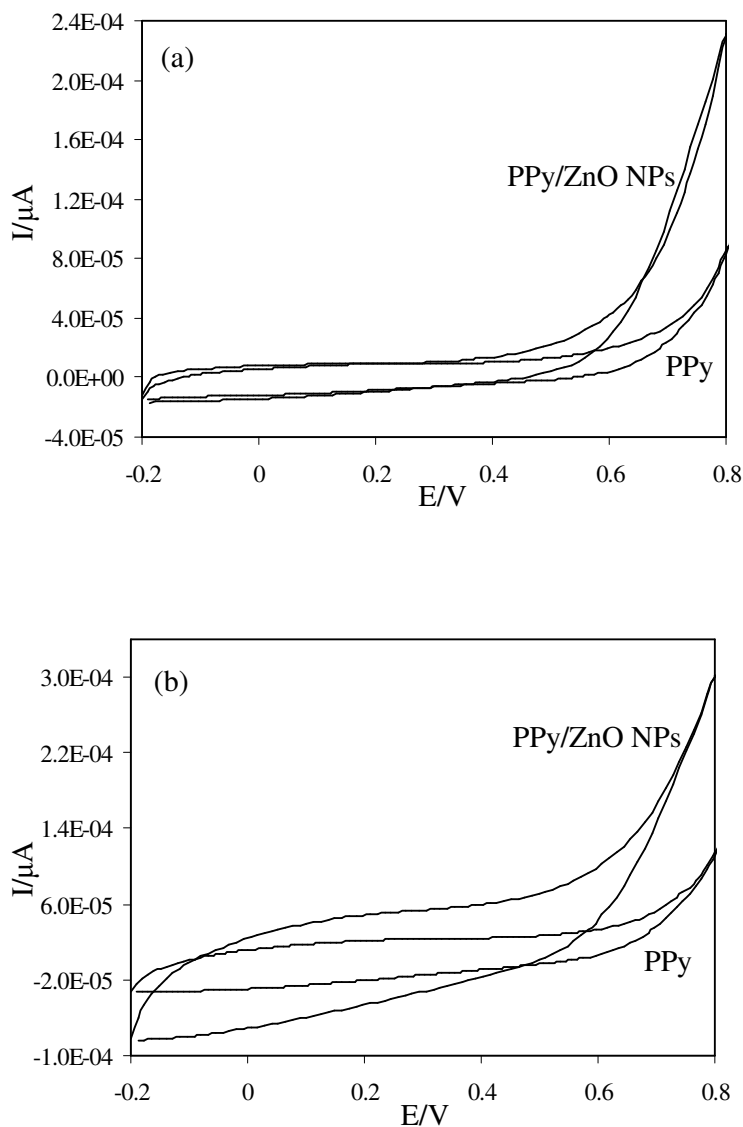 2.4E-04
(a)
2.0E-04
1.6E-04
PPy/ZnO NPs
1.2E-04
I/µA
8.0E-05
4.0E-05
PPy
0.0E+00
-4.0E-05
-0.2 0 0.2 0.4 0.6 0.8
E/V
3.0E-04
(b)
PPy/ZnO NPs
2.2E-04
1.4E-04
I/µA
6.0E-05
PPy
-2.0E-05
-1.0E-04
-0.2 0 0.2 0.4 0.6 0.8
E/V